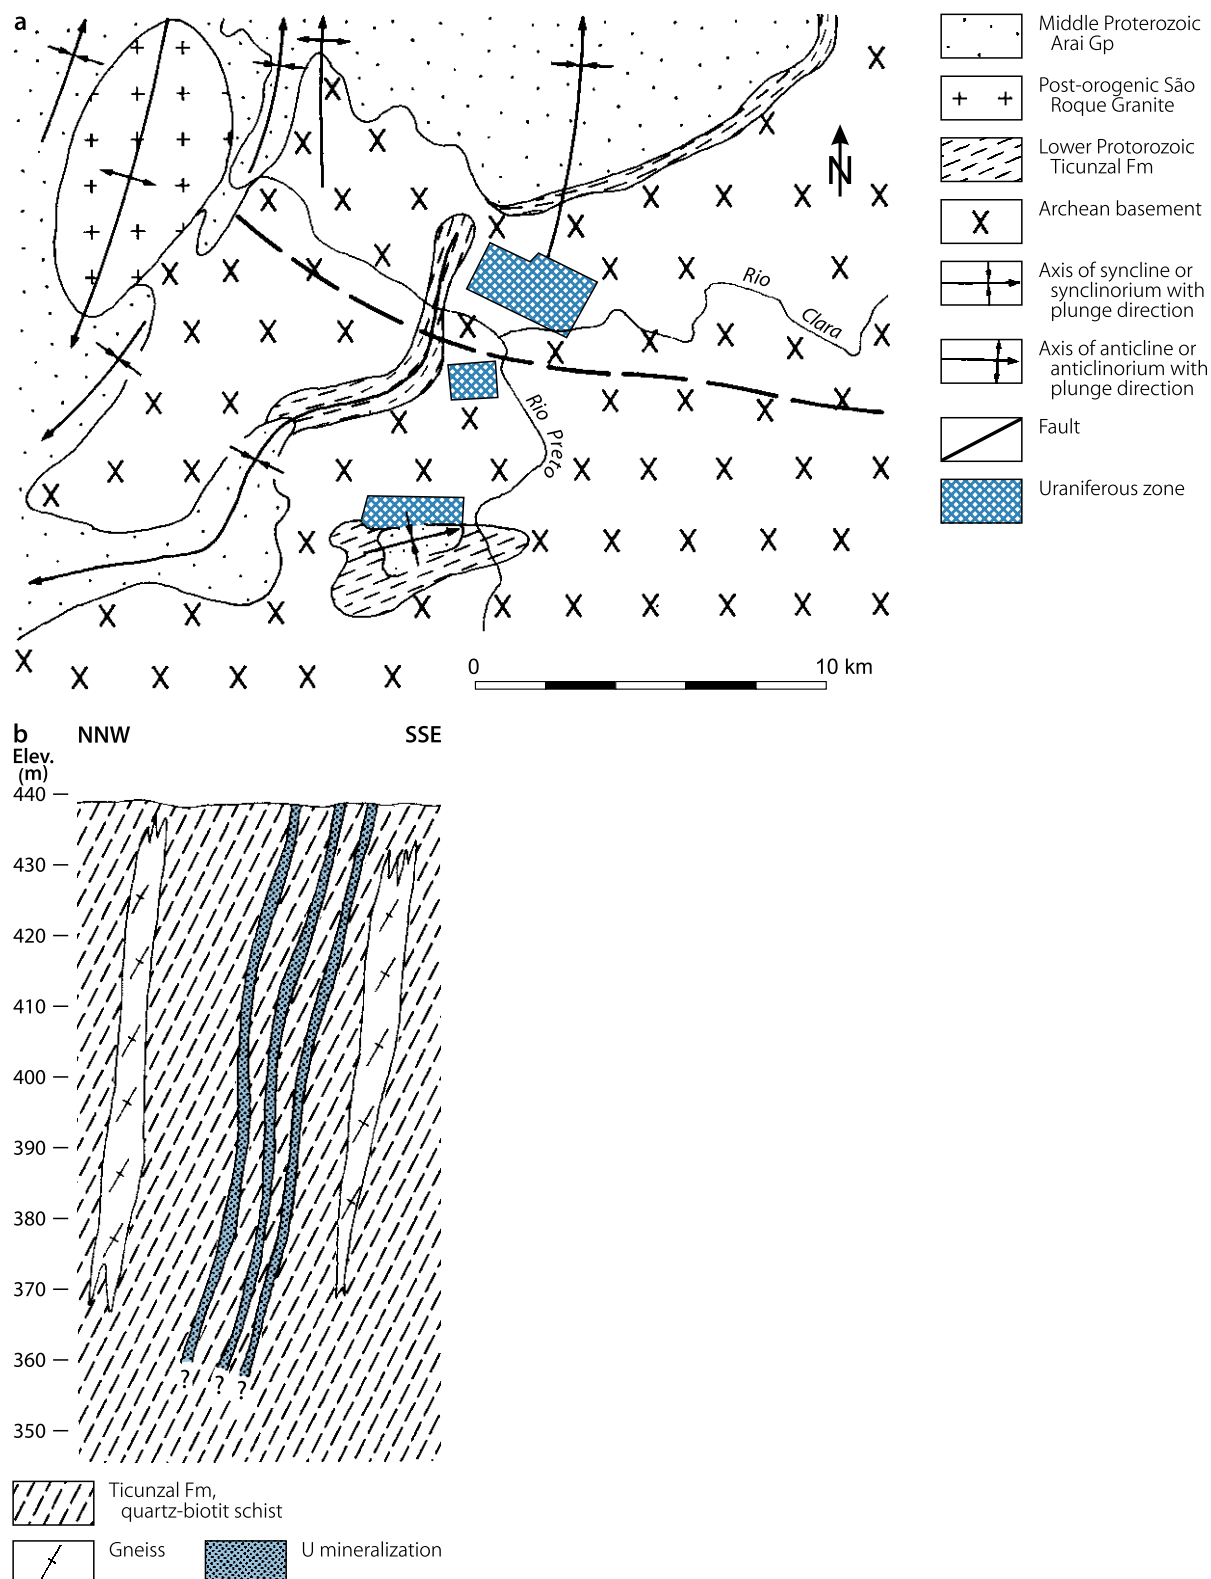 a
N
Rio
Clara
Rio Preto
0 10 km
Middle Proterozoic
Arai Gp
Post-orogenic São
Roque Granite
Lower Protorozoic
Ticunzal Fm
Archean basement
Axis of syncline or
synclinorium with
plunge direction
Axis of anticline or
anticlinorium with
plunge direction
Fault
Uraniferous zone
b NNW SSE
Elev.
(m)
440
430
420
410
400
390
380
370
360
350
? ? ?
Ticunzal Fm,
quartz-biotit schist
Gneiss
U mineralization